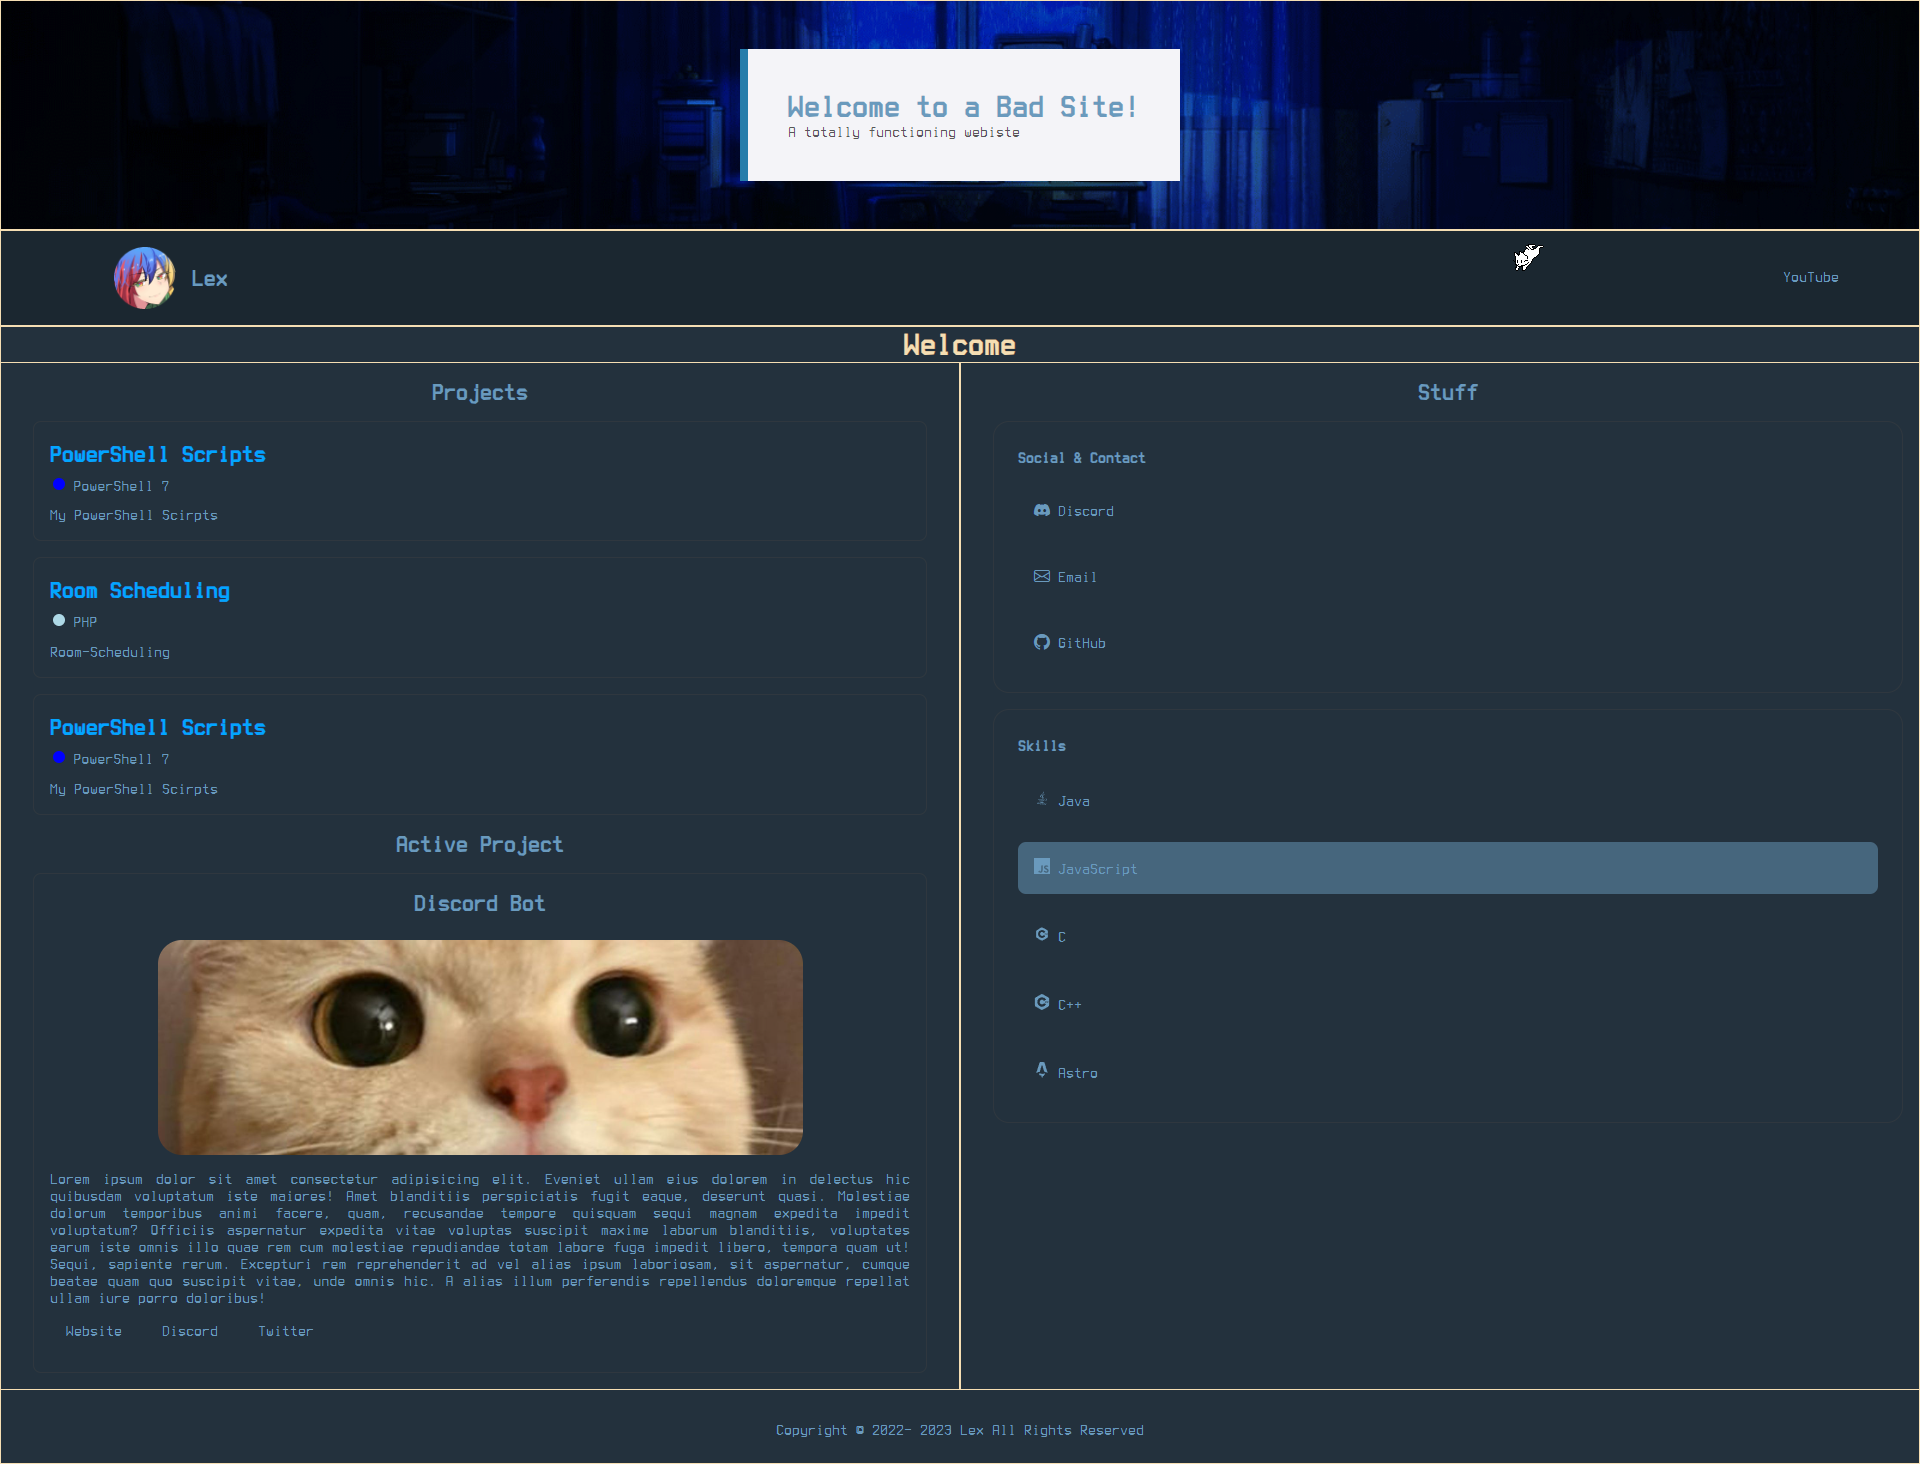 Welcome to a Bad Site!
A totally functioning webiste
Lex
YouTube
Welcome
Projects
PowerShell Scripts
PowerShell 7
My PowerShell Scirpts
Room Scheduling
PHP
Room-Scheduling
PowerShell Scripts
PowerShell 7
My PowerShell Scirpts
Active Project
Discord Bot
Lorem ipsum dolor sit amet consectetur adipisicing elit. Eveniet ullam eius dolorem in delectus hic
quibusdam voluptatum iste maiores! Amet blanditiis perspiciatis fugit eaque, deserunt quasi. Molestiae
dolorum temporibus animi facere, quam, recusandae tempore quisquam sequi magnam expedita impedit
voluptatum? Officiis aspernatur expedita vitae voluptas suscipit maxime laborum blanditiis, voluptates
earum iste omnis illo quae rem cum molestiae repudiandae totam labore fuga impedit libero, tempora quam ut!
Sequi, sapiente rerum. Excepturi rem reprehenderit ad vel alias ipsum laboriosam, sit aspernatur, cumque
beatae quam quo suscipit vitae, unde omnis hic. A alias illum perferendis repellendus doloremque repellat
ullam iure porro doloribus!
Website Discord Twitter
Stuff
Social & Contact
Discord
Email
GitHub
Skills
Java
JS JavaScript
C
C++
Astro
Copyright © 2022- 2023 Lex All Rights Reserved